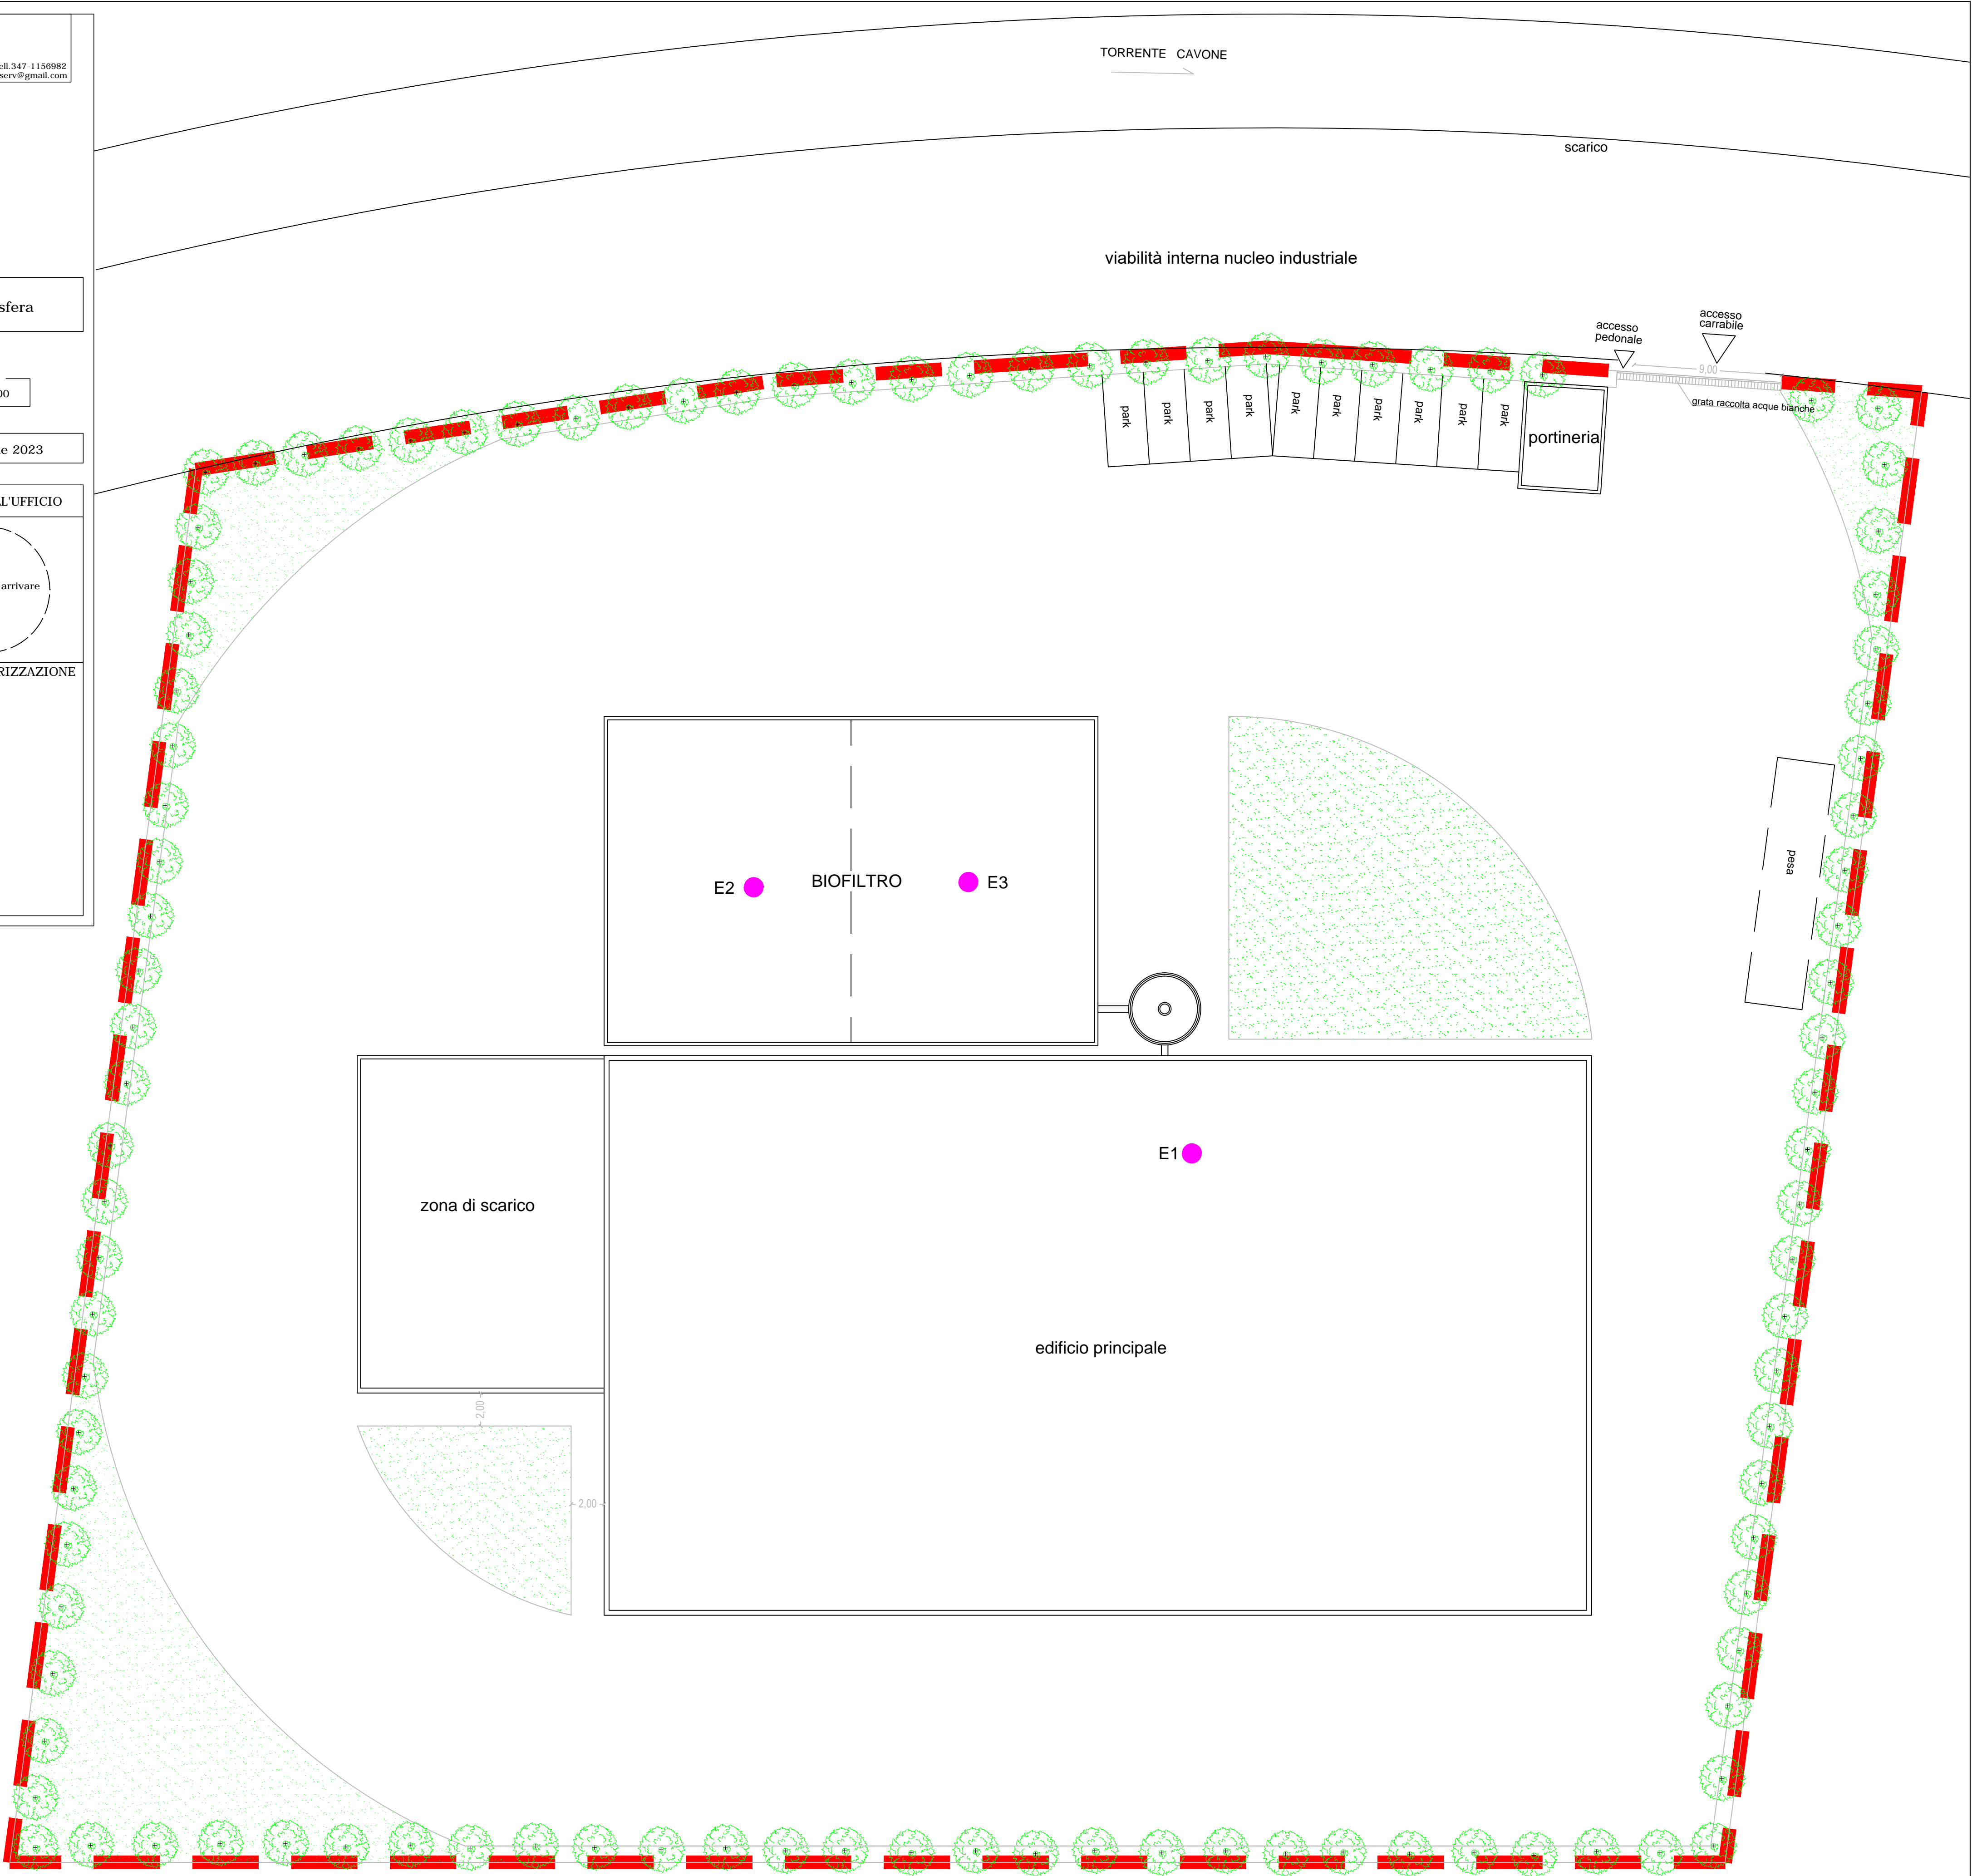 ell.347-1156982
serv@gmail.com
TORRENTE CAVONE
scarico
viabilità interna nucleo industriale
sfera
accesso
pedonale
accesso
carrabile
9,00
grata raccolta acque bianche
00
park
park
park
park
park
park
park
park
park
park
portineria
e 2023
L'UFFICIO
arrivare
RIZZAZIONE
E2
BIOFILTRO
E3
pesa
E1
zona di scarico
edificio principale
2,00
2,00